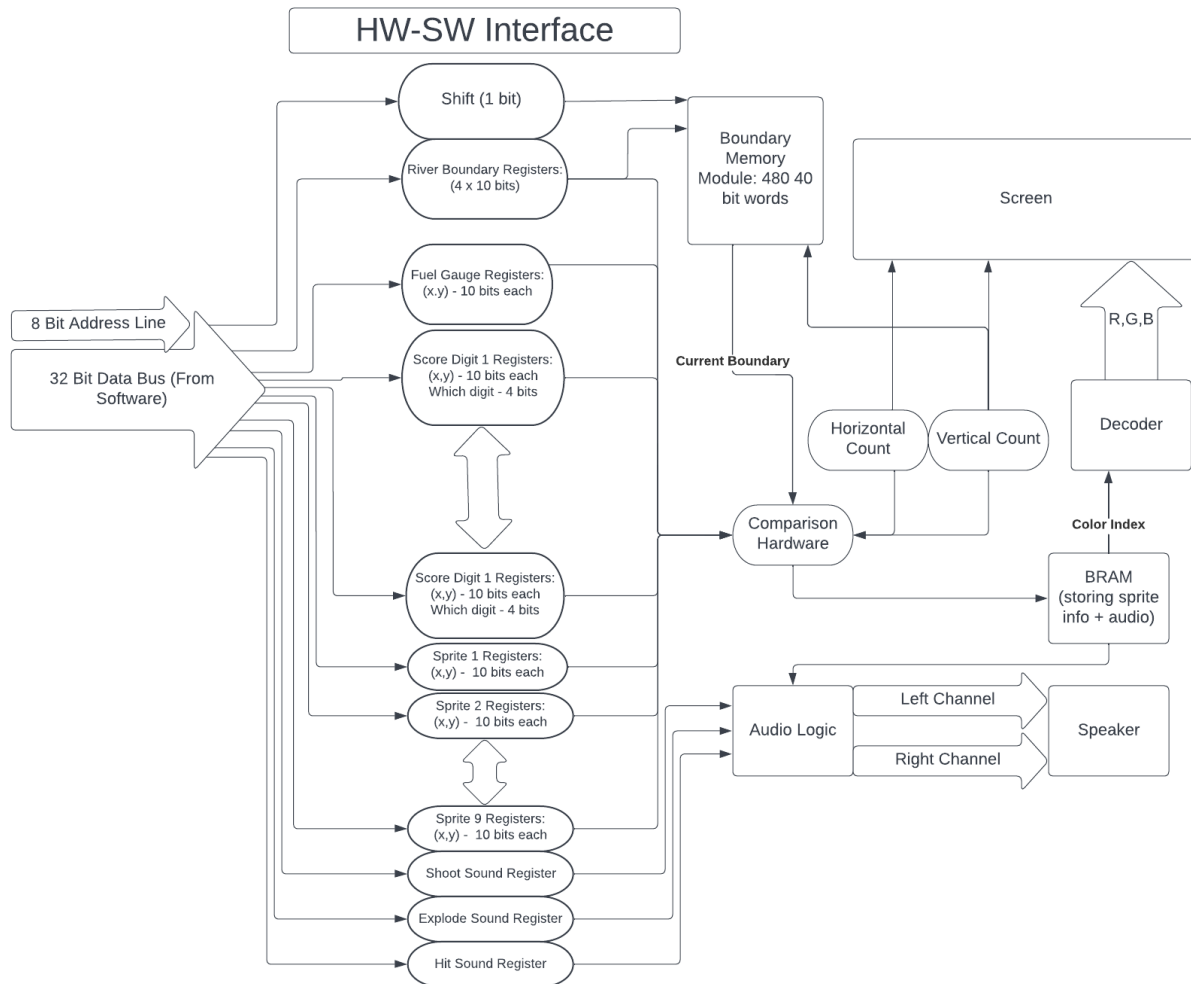 HW-SW Interface
Shift (1 bit)
River Boundary Registers:
(4 x 10 bits)
Fuel Gauge Registers:
(x.y) - 10 bits each
Score Digit 1 Registers:
(x,y) - 10 bits each
Which digit - 4 bits
8 Bit Address Line
32 Bit Data Bus (From
Software)
Score Digit 1 Registers:
(x,y) - 10 bits each
Which digit - 4 bits
Sprite 1 Registers:
(x,y) -  10 bits each
Sprite 2 Registers:
(x,y) -  10 bits each
Sprite 9 Registers:
(x,y) -  10 bits each
Shoot Sound Register
Explode Sound Register
Hit Sound Register
Boundary
Memory
Module: 480 40
bit words
Current Boundary
Screen
R,G,B
Horizontal
Count
Vertical Count
Decoder
Comparison
Hardware
Color Index
BRAM
(storing sprite
info + audio)
Audio Logic
Left Channel
Right Channel
Speaker